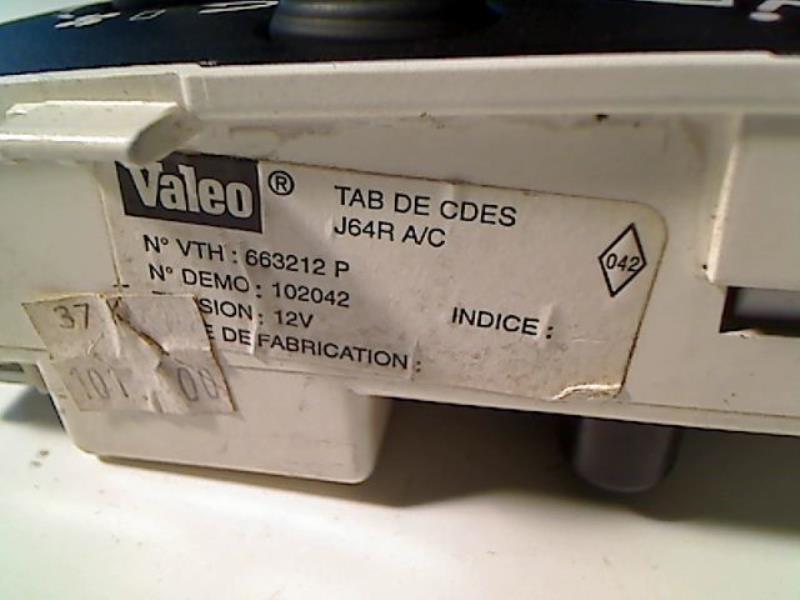 Valeo ®
TAB DE CDES
J64R A/C
N° VTH : 663212 P
N° DEMO : 102042
SION : 12V
E DE FABRICATION :
INDICE :
042
37
101 00